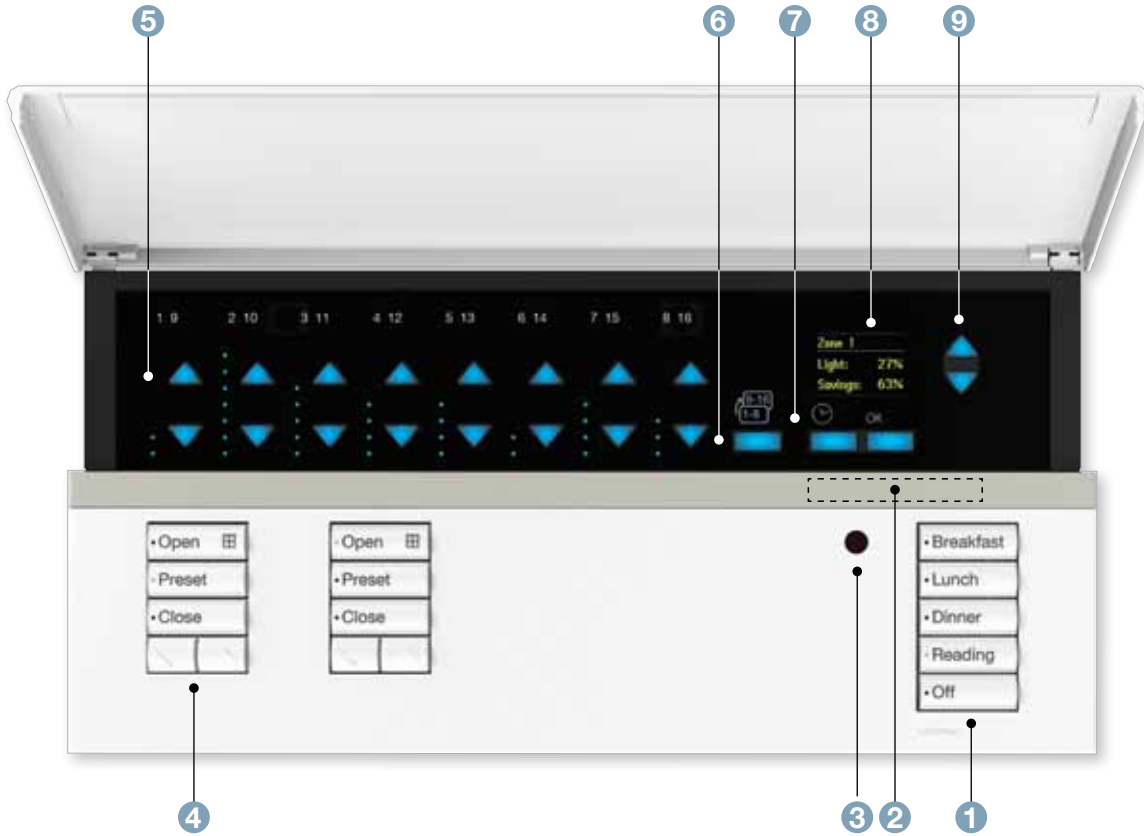 5
6
7
8
9
1 9
2 10
3 11
4 12
5 13
6 14
7 15
8 16
Zone 1
Light: 27%
Savings: 63%
9-16
1-8
OK
Open
Preset
Close
Open
Preset
Close
Breakfast
Lunch
Dinner
Reading
Off
4
3
2
1